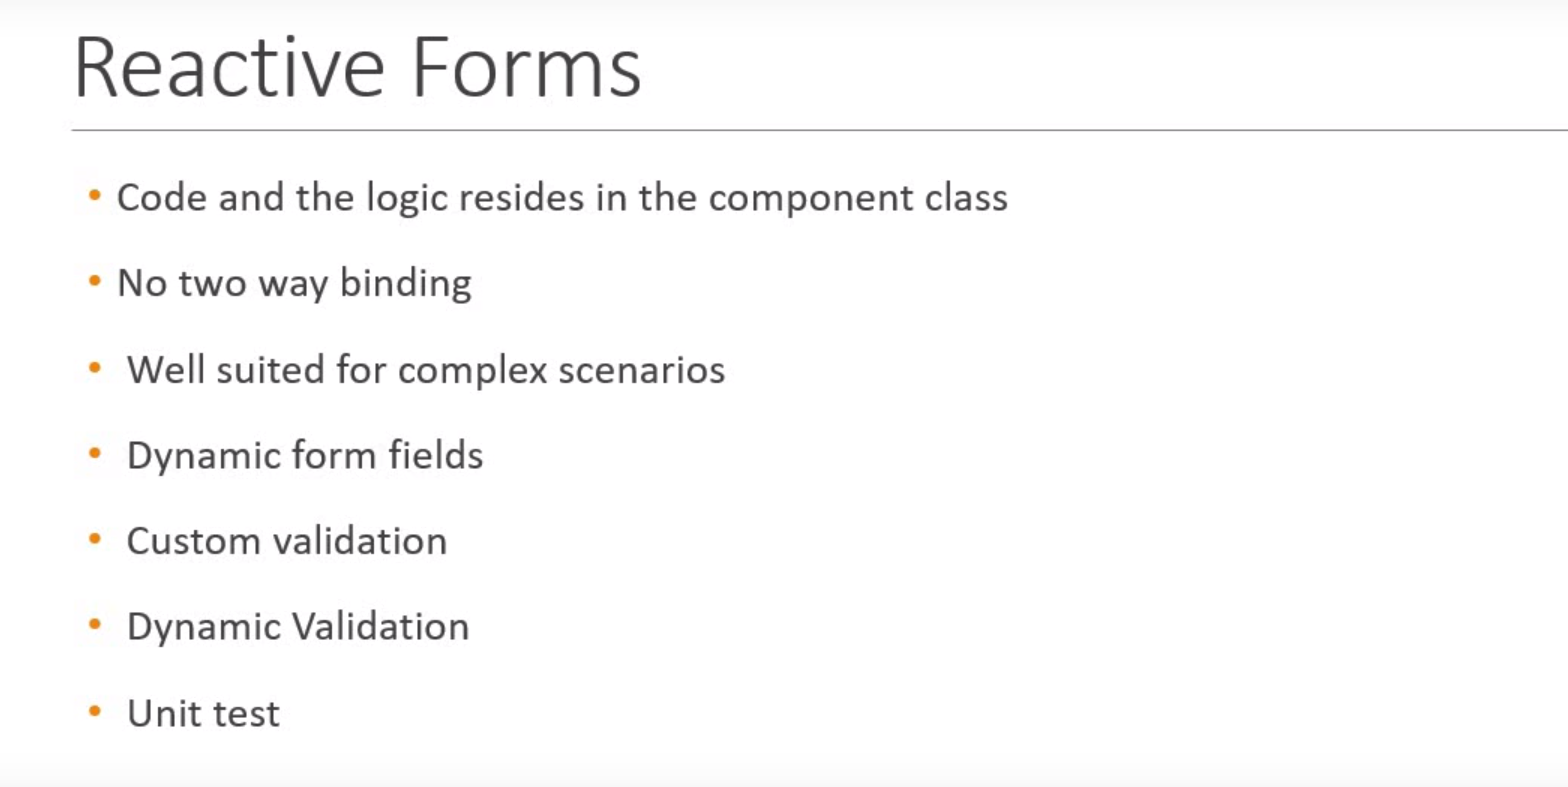 Reactive Forms
• Code and the logic resides in the component class
• No two way binding
• Well suited for complex scenarios
• Dynamic form fields
• Custom validation
• Dynamic Validation
• Unit test